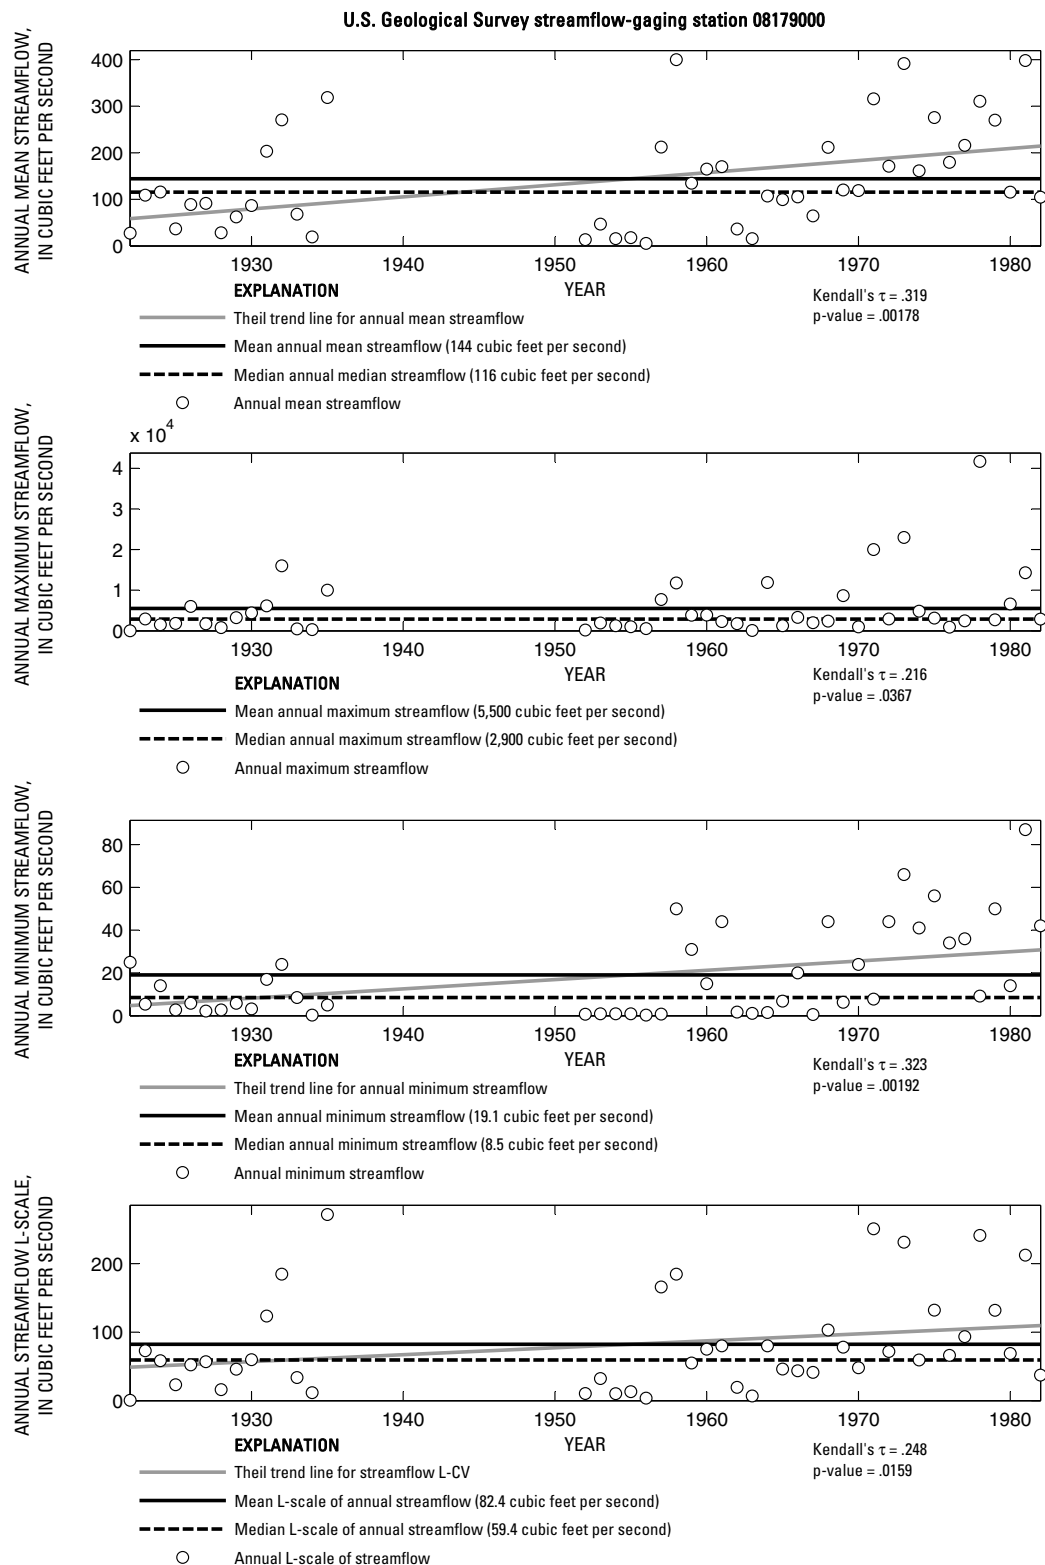 U.S. Geological Survey streamflow-gaging station 08179000
ANNUAL MEAN STREAMFLOW,
IN CUBIC FEET PER SECOND
400
300
200
100
0
1930 1940 1950 1960 1970 1980
YEAR
EXPLANATION
Theil trend line for annual mean streamflow
Mean annual mean streamflow (144 cubic feet per second)
Median annual median streamflow (116 cubic feet per second)
Annual mean streamflow
Kendall's τ = .319
p-value = .00178
ANNUAL MAXIMUM STREAMFLOW,
IN CUBIC FEET PER SECOND
x 10^4
4
3
2
1
0
1930 1940 1950 1960 1970 1980
YEAR
EXPLANATION
Mean annual maximum streamflow (5,500 cubic feet per second)
Median annual maximum streamflow (2,900 cubic feet per second)
Annual maximum streamflow
Kendall's τ = .216
p-value = .0367
ANNUAL MINIMUM STREAMFLOW,
IN CUBIC FEET PER SECOND
80
60
40
20
0
1930 1940 1950 1960 1970 1980
YEAR
EXPLANATION
Theil trend line for annual minimum streamflow
Mean annual minimum streamflow (19.1 cubic feet per second)
Median annual minimum streamflow (8.5 cubic feet per second)
Annual minimum streamflow
Kendall's τ = .323
p-value = .00192
ANNUAL STREAMFLOW L-SCALE,
IN CUBIC FEET PER SECOND
200
100
0
1930 1940 1950 1960 1970 1980
YEAR
EXPLANATION
Theil trend line for streamflow L-CV
Mean L-scale of annual streamflow (82.4 cubic feet per second)
Median L-scale of annual streamflow (59.4 cubic feet per second)
Annual L-scale of streamflow
Kendall's τ = .248
p-value = .0159